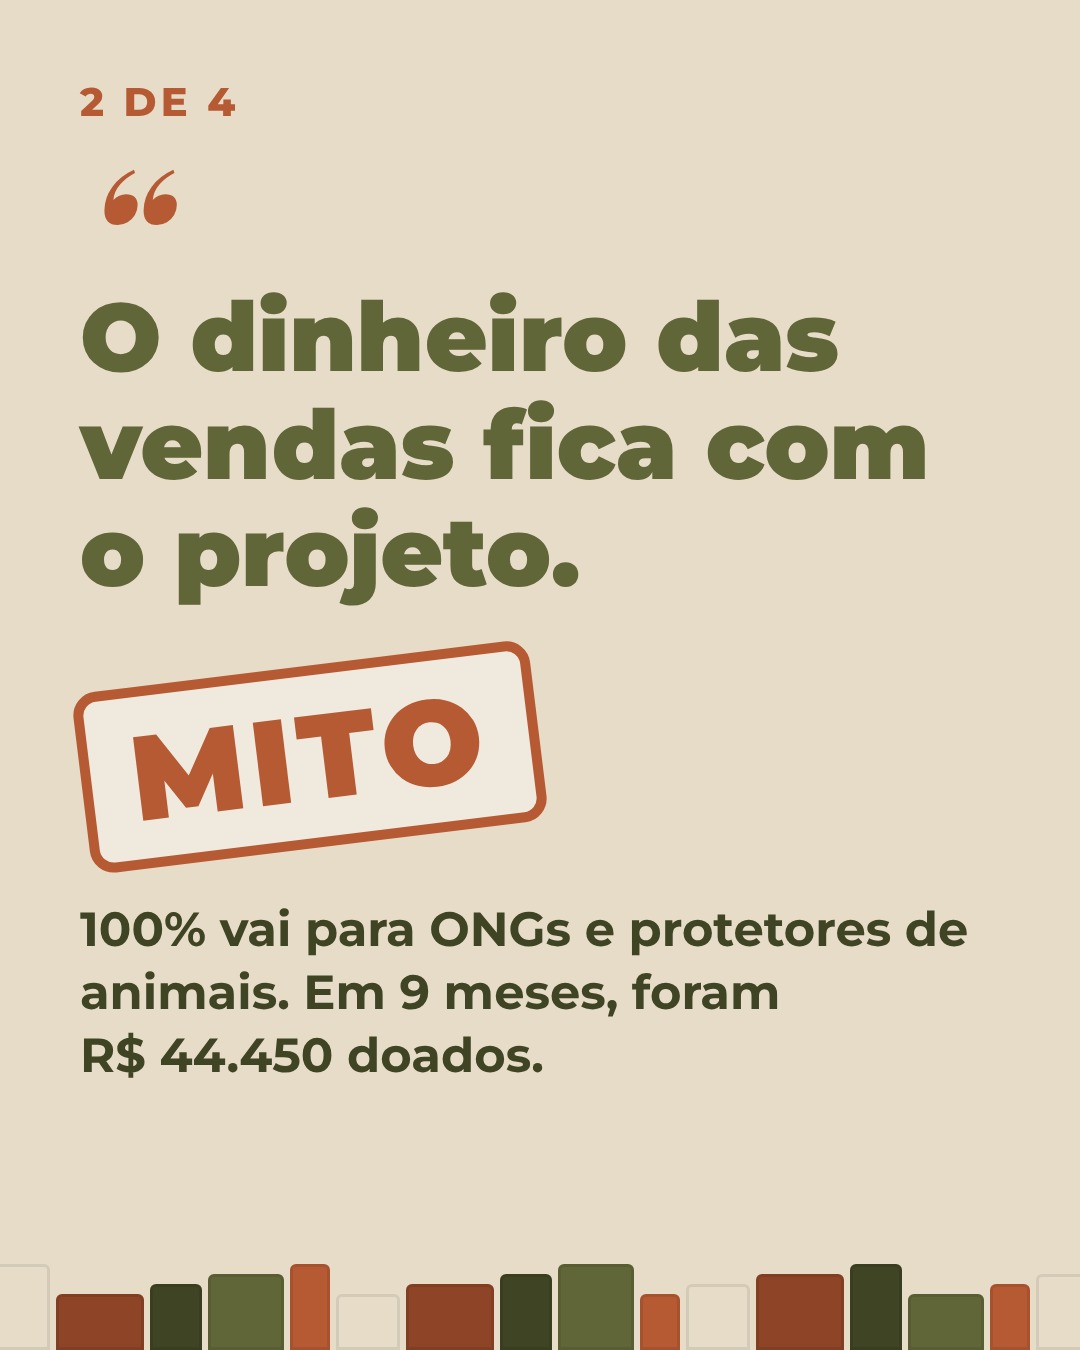 2 DE 4
“
O dinheiro das
vendas fica com
o projeto.
MITO
100% vai para ONGs e protetores de
animais. Em 9 meses, foram
R$ 44.450 doados.